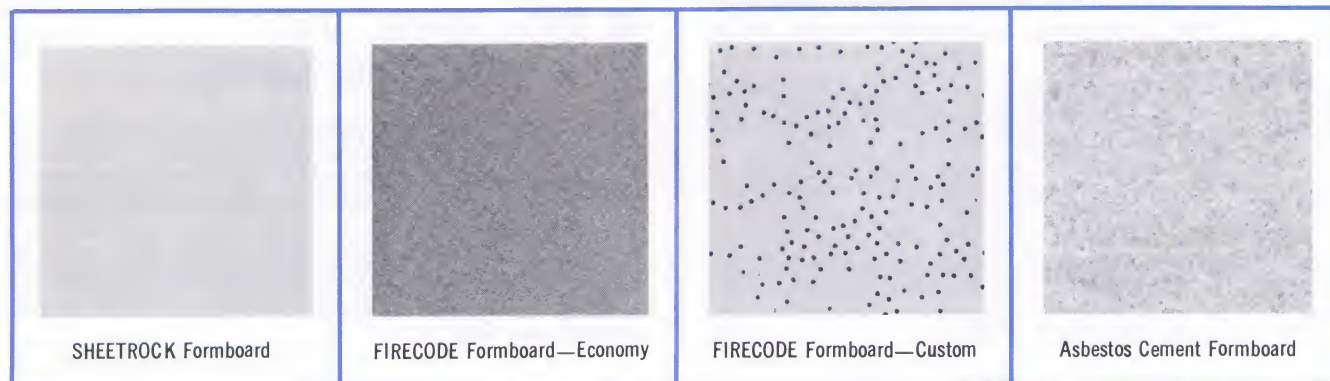 SHEETROCK Formboard
FIRECODE Formboard—Economy
FIRECODE Formboard—Custom
Asbestos Cement Formboard